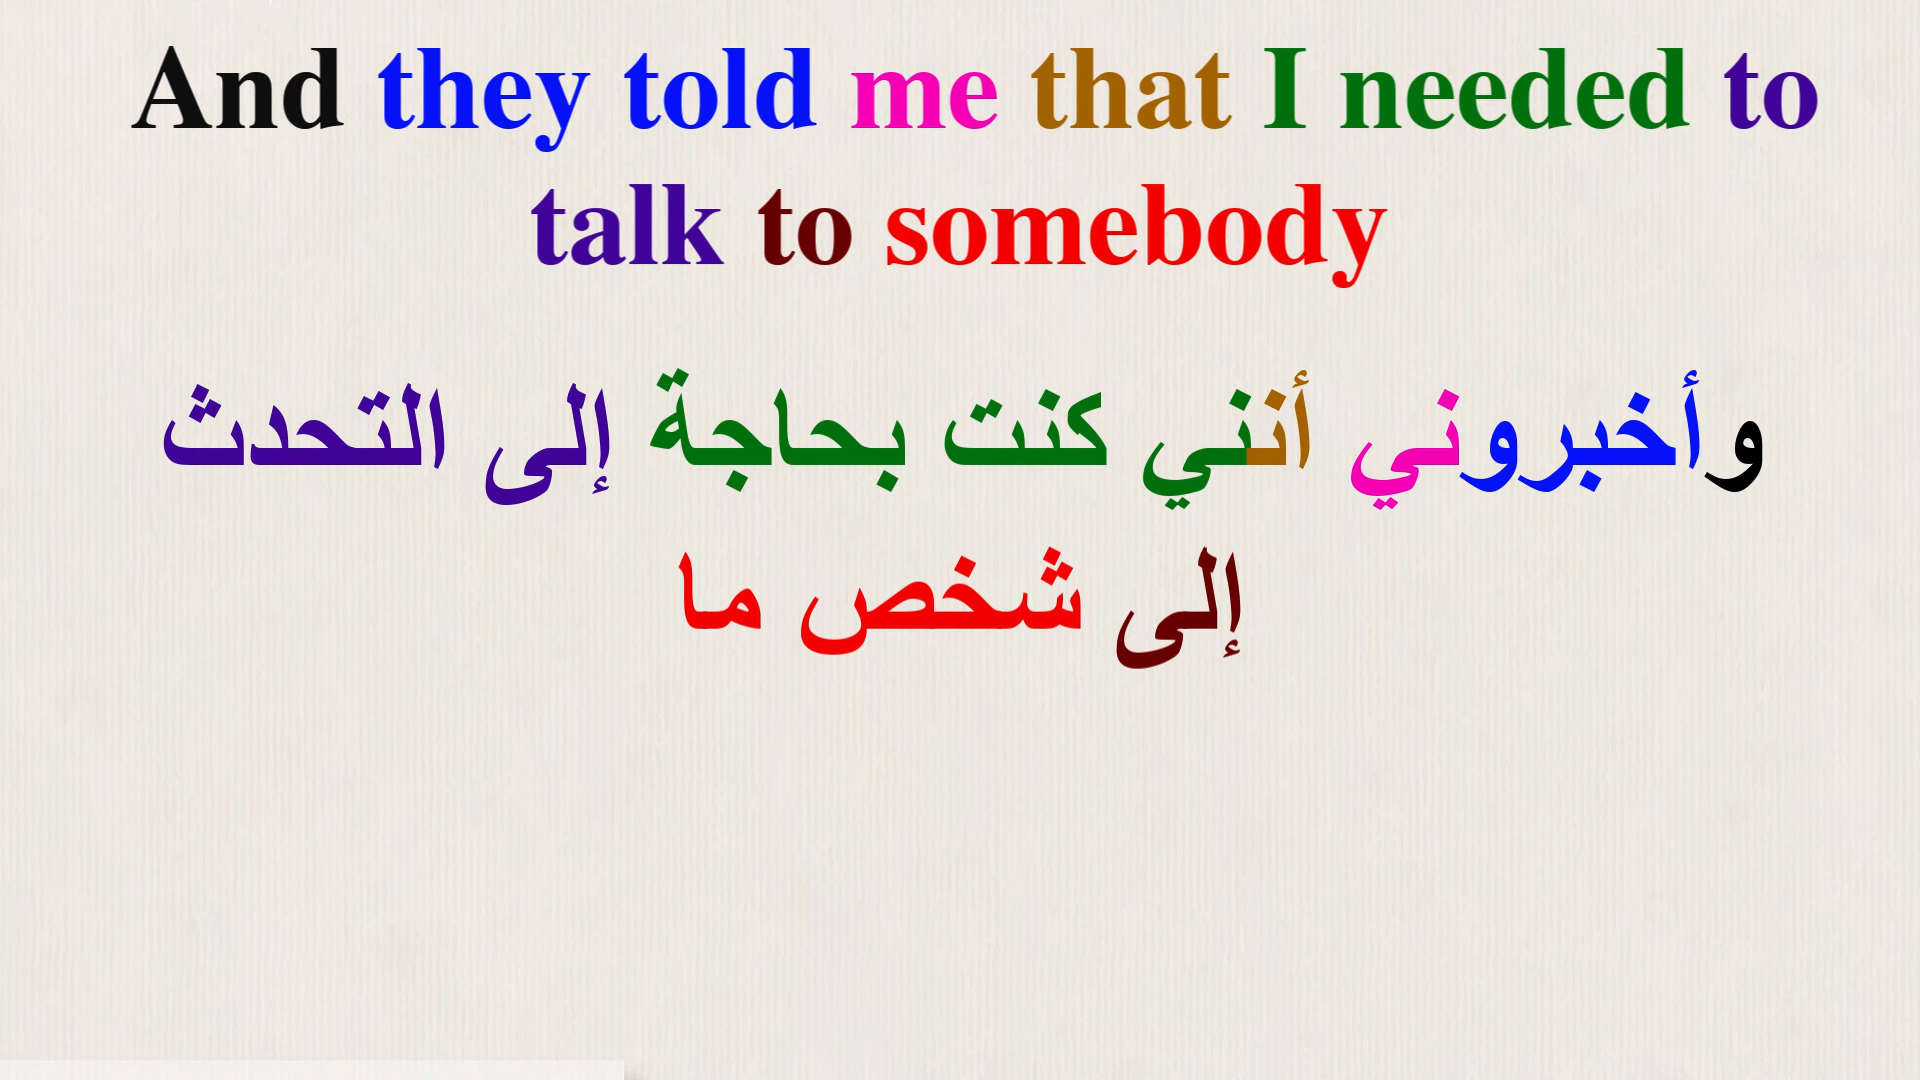 And they told me that I needed to
talk to somebody
وأخبروني أنني كنت بحاجة إلى التحدث
إلى شخص ما